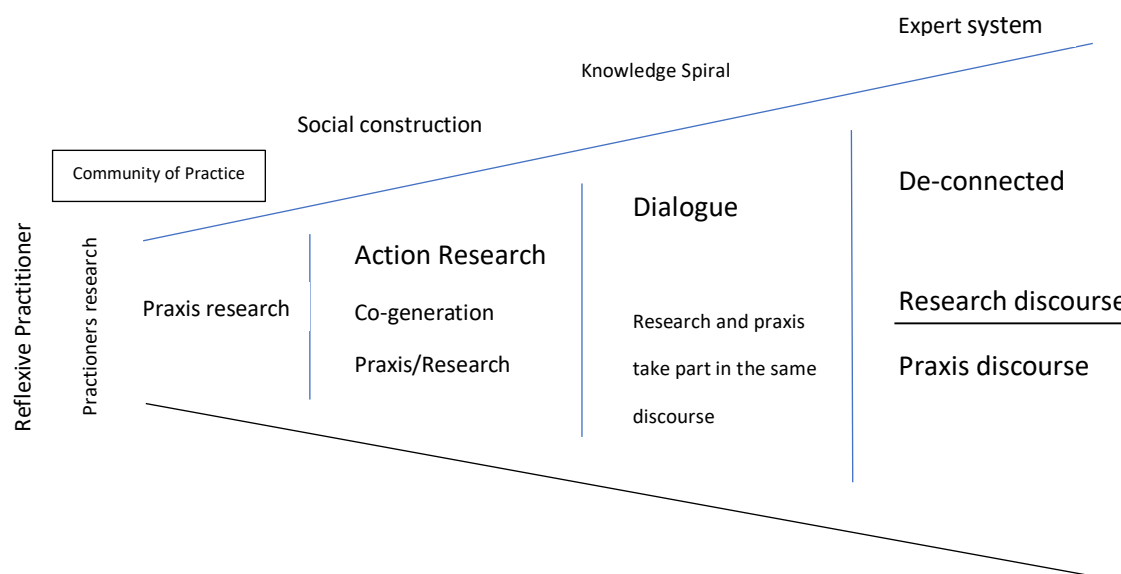 Expert system
Knowledge Spiral
Social construction
Community of Practice
Reflexive Practitioner
Practioners research
Praxis research
Action Research
Co-generation
Praxis/Research
Dialogue
Research and praxis
take part in the same
discourse
De-connected
Research discourse
Praxis discourse